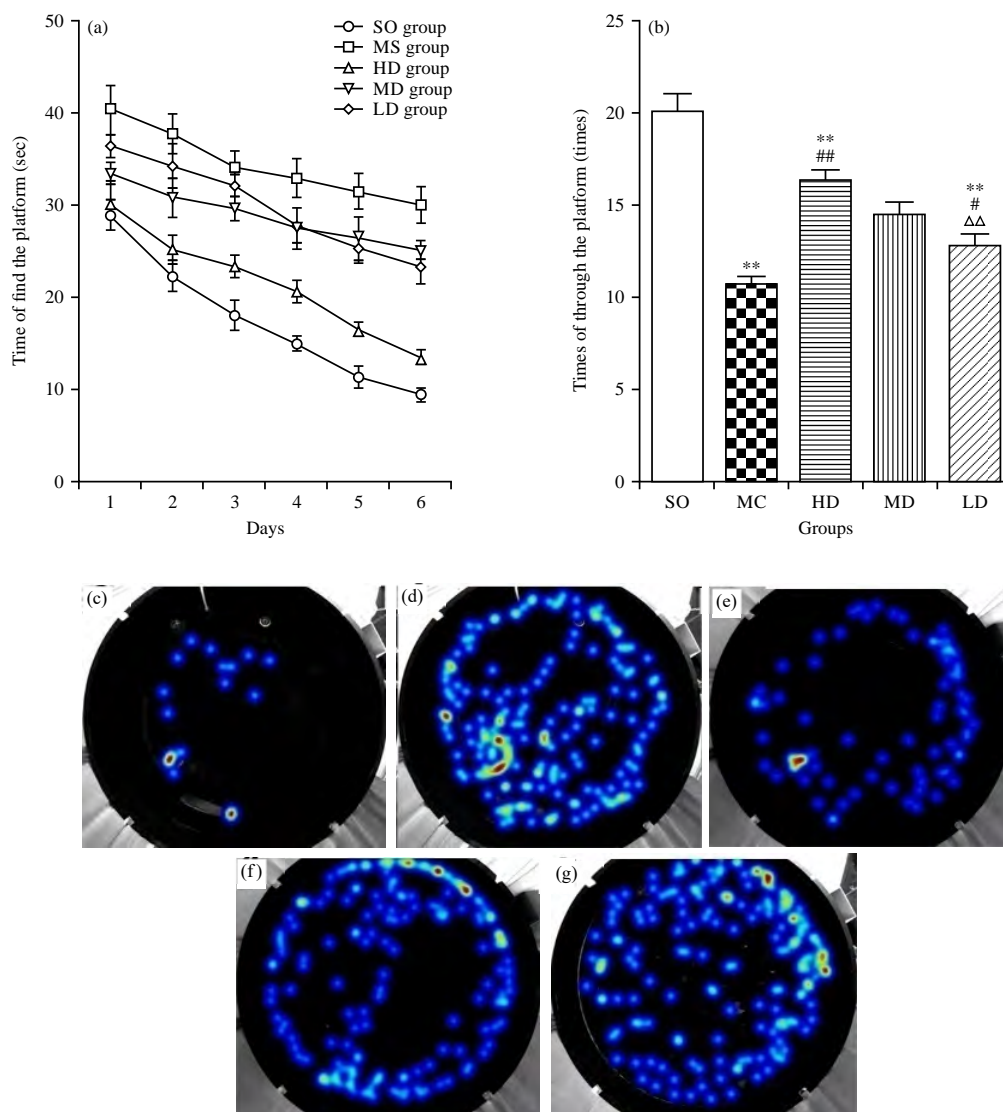 (a)
SO group
MS group
HD group
MD group
LD group
50
40
30
20
10
0
Time of find the platform (sec)
1 2 3 4 5 6
Days
(b)
25
20
15
10
5
0
Times of through the platform (times)
**
**
##
**
#
ΔΔ
SO MC HD MD LD
Groups
(c)
(d)
(e)
(f)
(g)